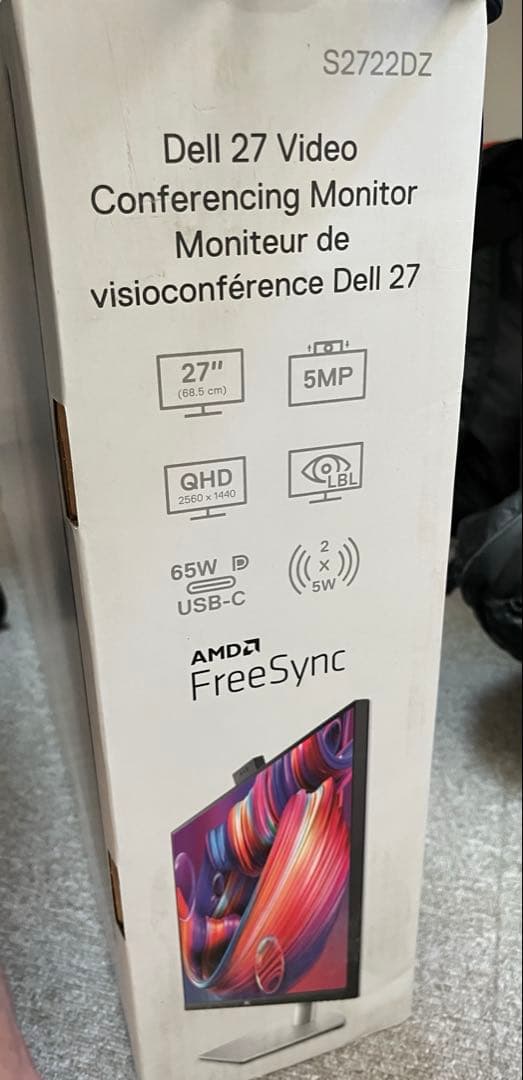 S2722DZ
Dell 27 Video
Conferencing Monitor
Moniteur de
visioconférence Dell 27
27"
(68.5 cm)
5MP
QHD
2560 x 1440
LBL
65W
USB-C
2
x
5W
AMD
FreeSync